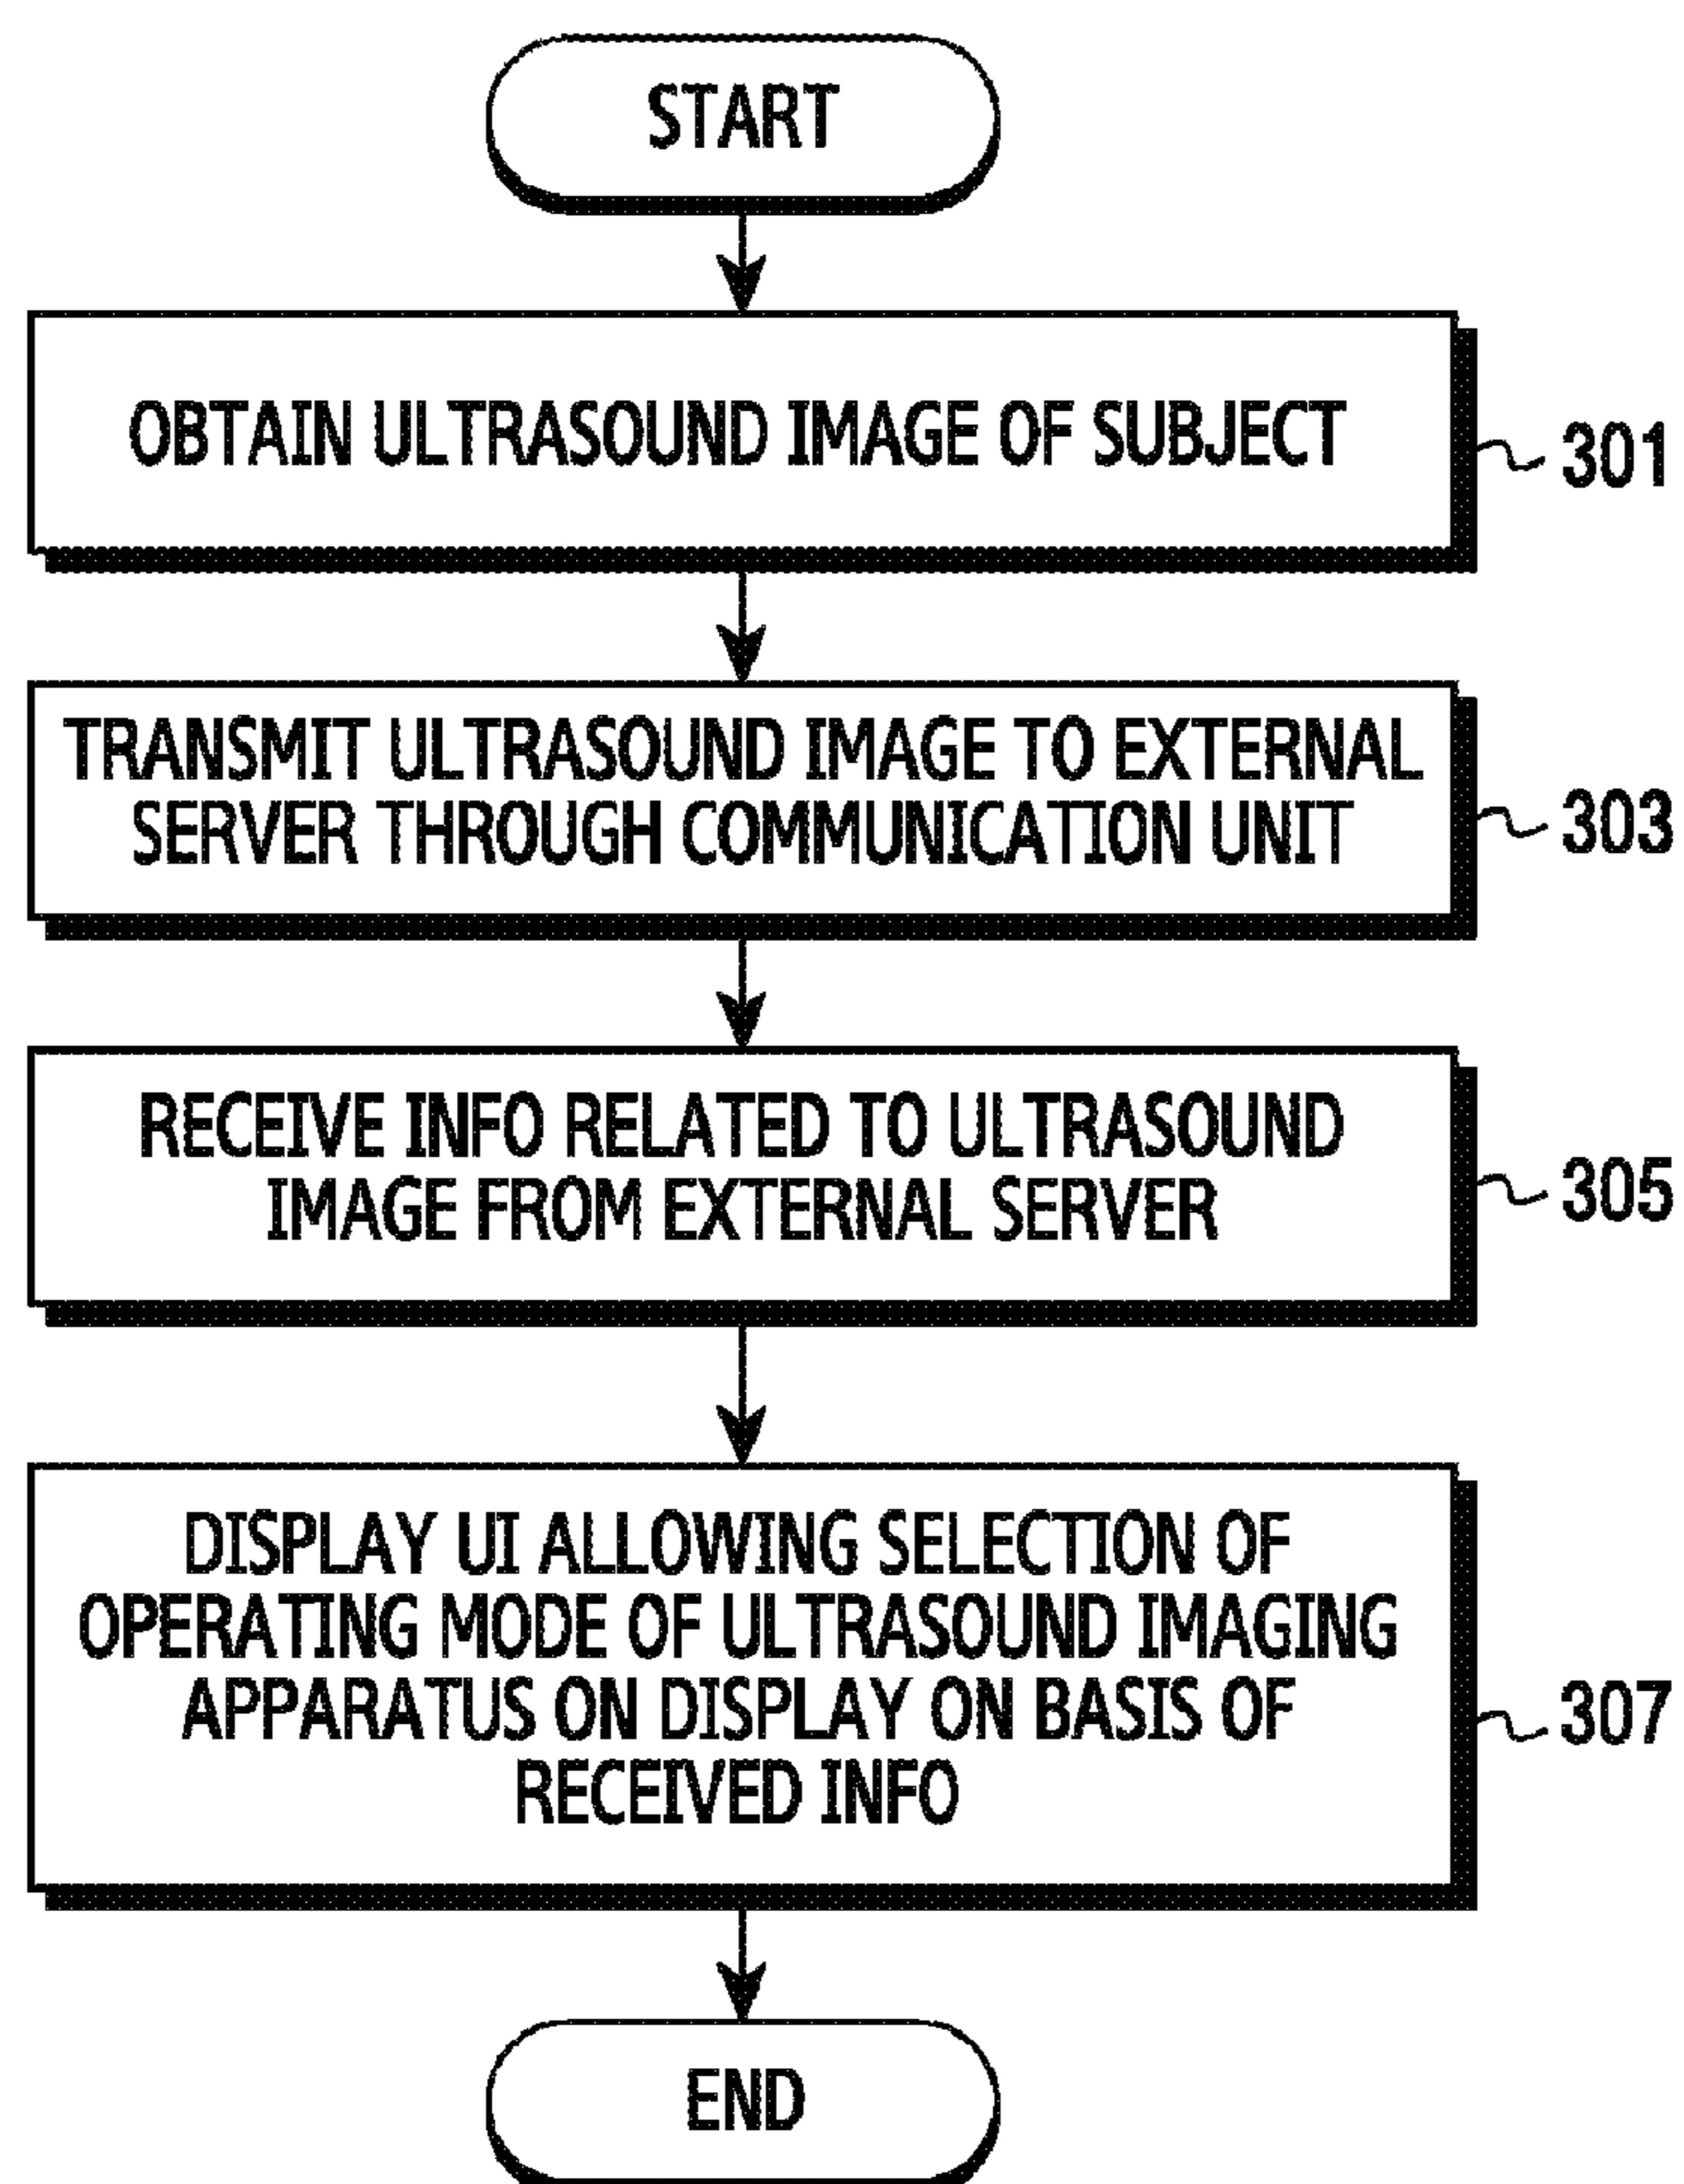 START
OBTAIN ULTRASOUND IMAGE OF SUBJECT
301
TRANSMIT ULTRASOUND IMAGE TO EXTERNAL
SERVER THROUGH COMMUNICATION UNIT
303
RECEIVE INFO RELATED TO ULTRASOUND
IMAGE FROM EXTERNAL SERVER
305
DISPLAY UI ALLOWING SELECTION OF
OPERATING MODE OF ULTRASOUND IMAGING
APPARATUS ON DISPLAY ON BASIS OF
RECEIVED INFO
307
END